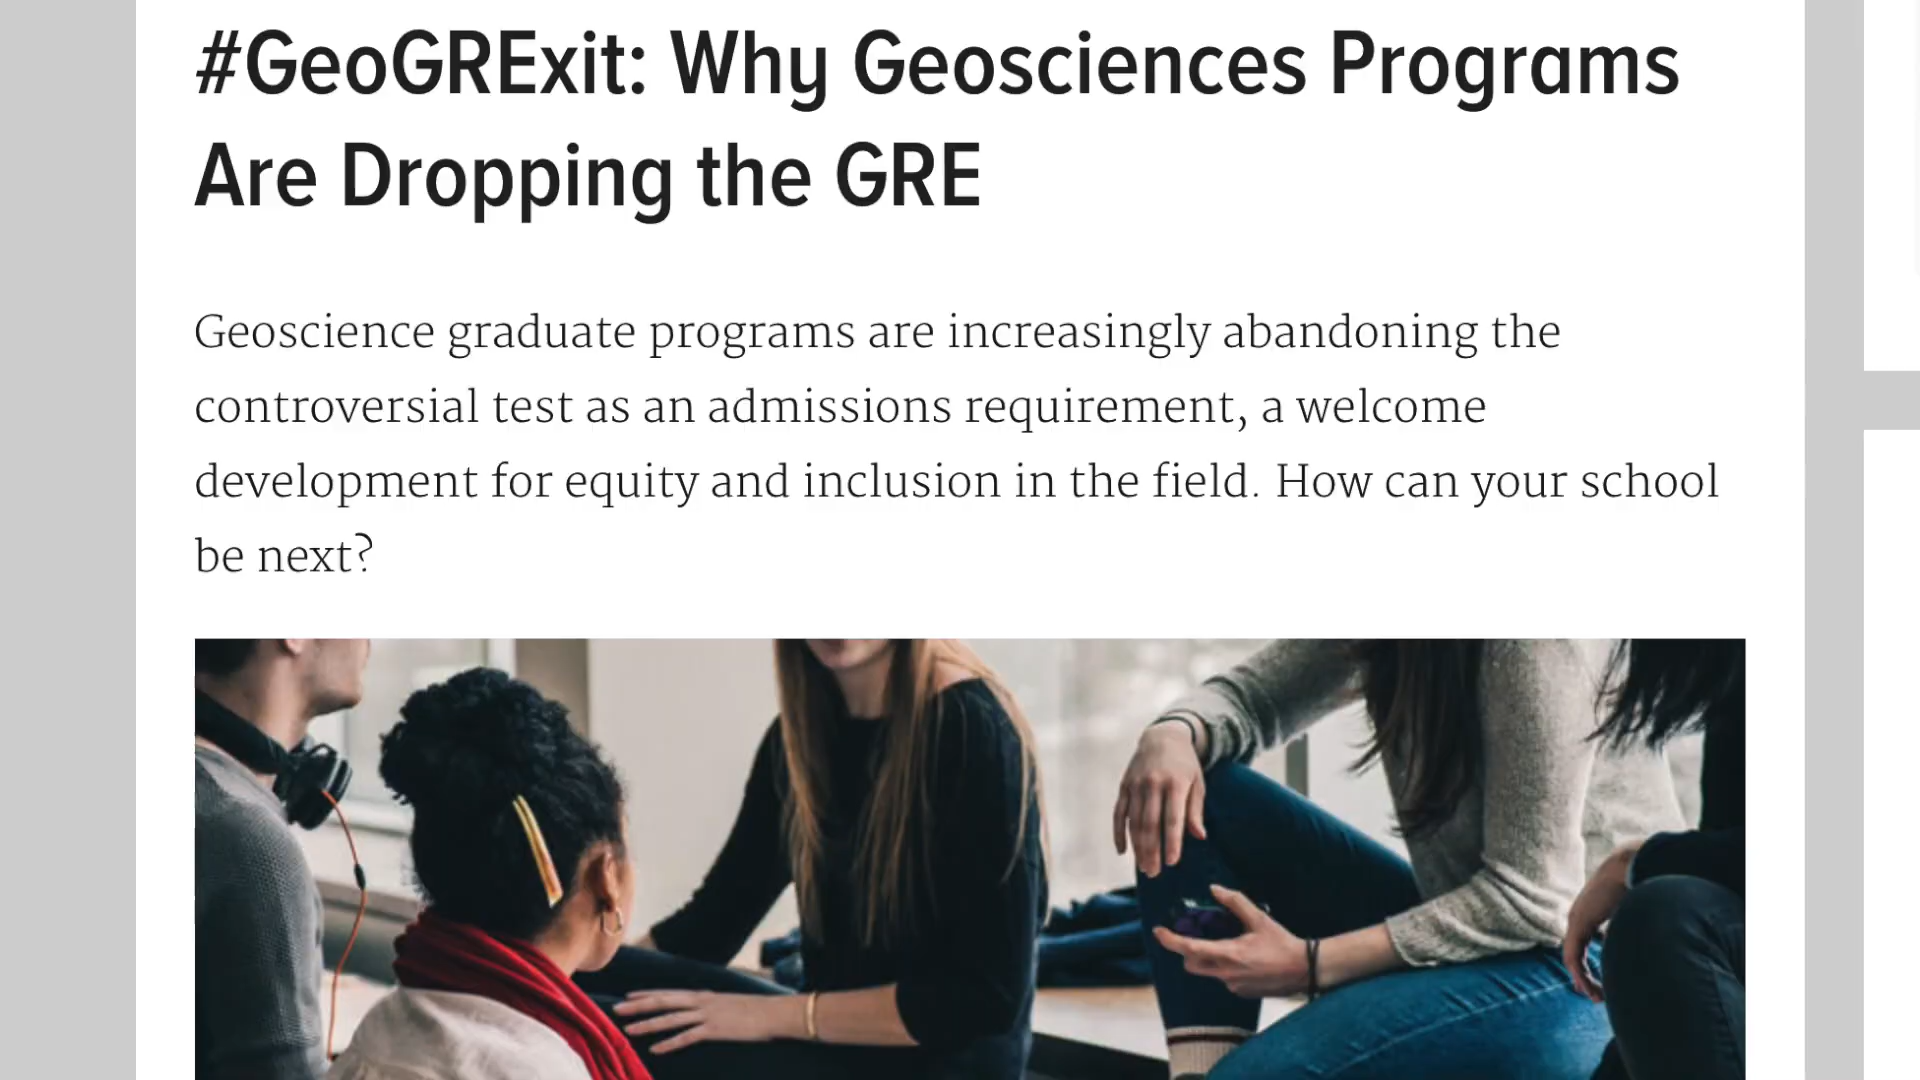 #GeoGRExit: Why Geosciences Programs
Are Dropping the GRE
Geoscience graduate programs are increasingly abandoning the
controversial test as an admissions requirement, a welcome
development for equity and inclusion in the field. How can your school
be next?